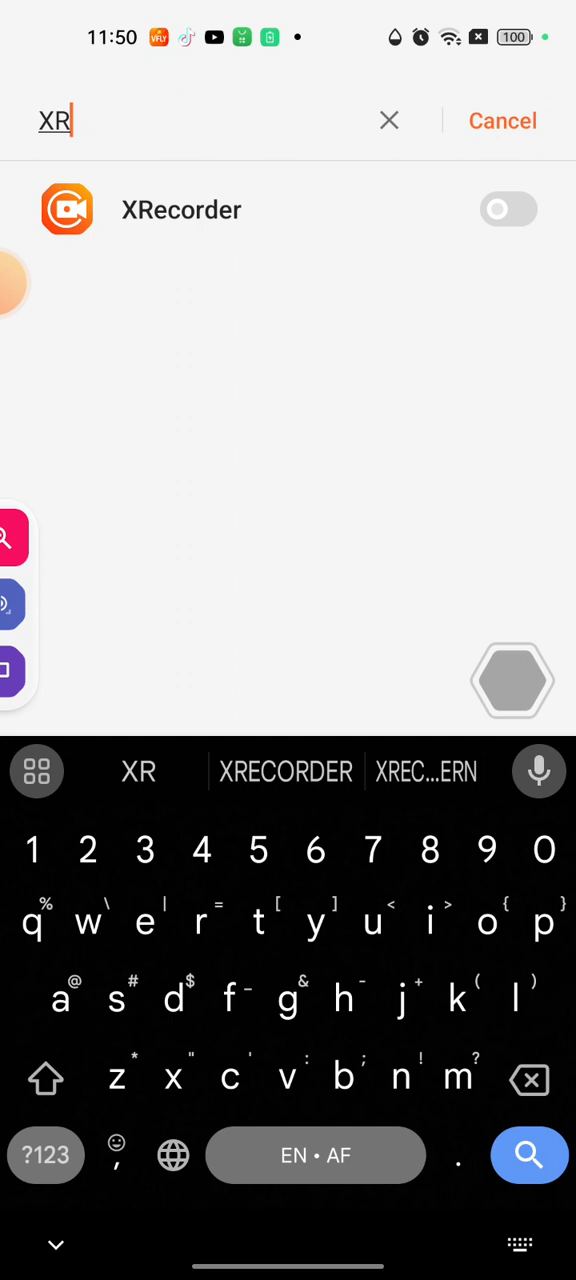 11:50 VFLY 100
XR Cancel
XRecorder
XR XRECORDER XREC...ERN
1 2 3 4 5 6 7 8 9 0
% \ | = [ ] < > { }
q w e r t y u i o p
@ # $ _ & - + ( )
a s d f g h j k l
* " ' : ; ! ?
z x c v b n m
?123 , EN • AF .